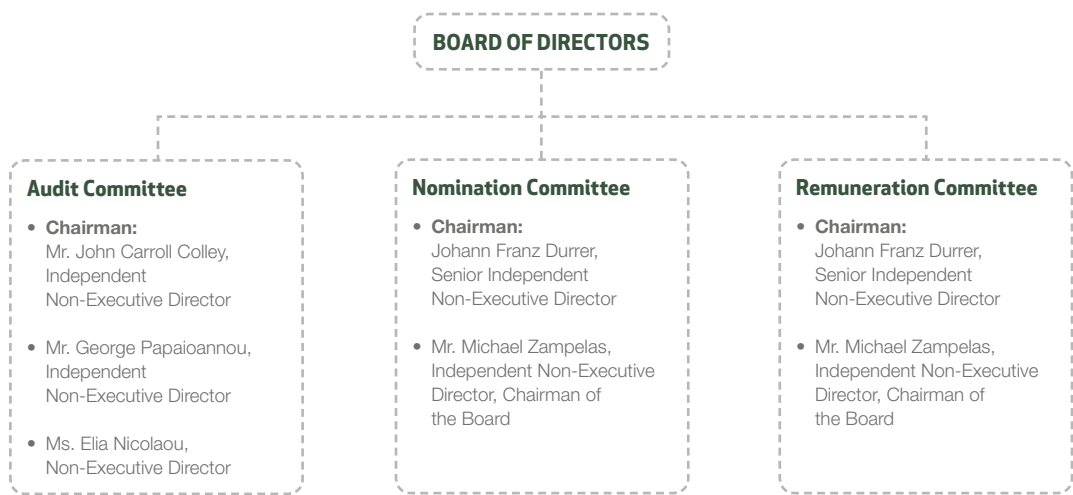 BOARD OF DIRECTORS
Audit Committee
• Chairman:
Mr. John Carroll Colley,
Independent
Non-Executive Director
• Mr. George Papaioannou,
Independent
Non-Executive Director
• Ms. Elia Nicolaou,
Non-Executive Director
Nomination Committee
• Chairman:
Johann Franz Durrer,
Senior Independent
Non-Executive Director
• Mr. Michael Zampelas,
Independent Non-Executive
Director, Chairman of
the Board
Remuneration Committee
• Chairman:
Johann Franz Durrer,
Senior Independent
Non-Executive Director
• Mr. Michael Zampelas,
Independent Non-Executive
Director, Chairman of
the Board